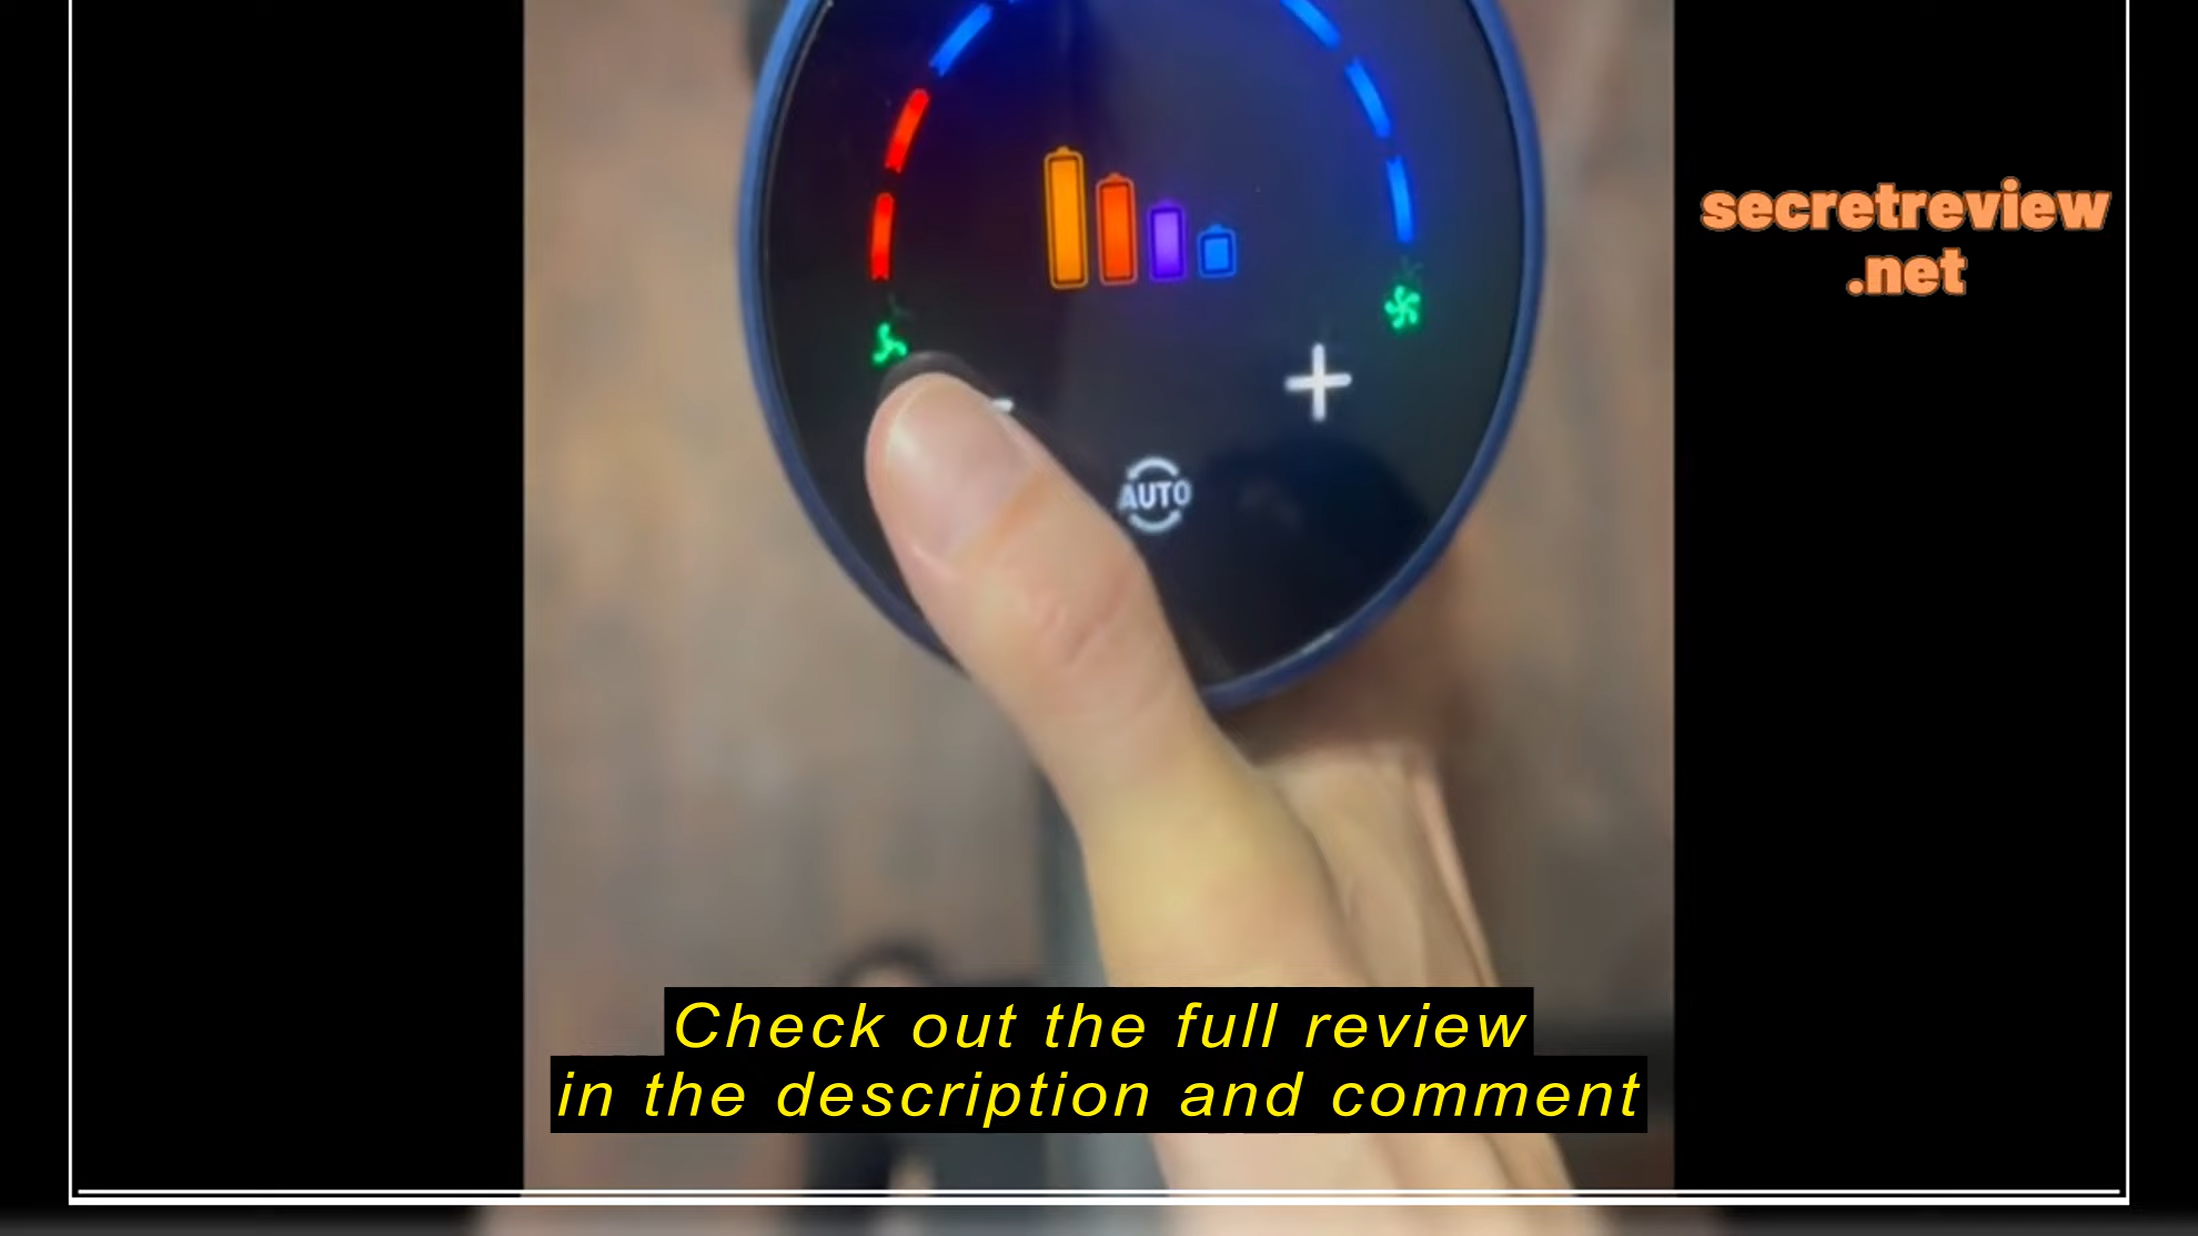 secretreview
.net
AUTO
Check out the full review
in the description and comment